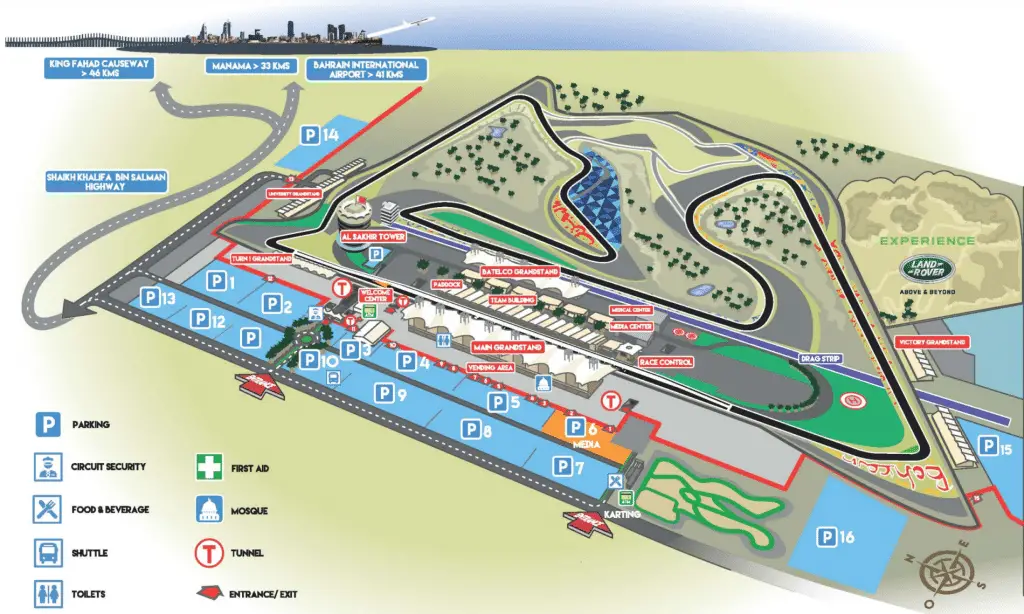 KING FAHAD CAUSEWAY
> 46 KMS
MANAMA > 33 KMS
BAHRAIN INTERNATIONAL
AIRPORT > 41 KMS
P 14
SHAIKH KHALIFA BIN SALMAN
HIGHWAY
UNIVERSITY GRANDSTAND
AL SAKHIR TOWER
TURN 1 GRANDSTAND
P
BATELCO GRANDSTAND
PADDOCK
TEAM BUILDING
MEDICAL CENTER
MEDIA CENTER
WELCOME
CENTER
MAIN GRANDSTAND
RACE CONTROL
VENDING AREA
DRAG STRIP
VICTORY GRANDSTAND
EXPERIENCE
LAND
ROVER
ABOVE & BEYOND
T
T
T
T
H
P 1
P 2
P 13
P 12
P
P 3
P 10
P 4
P 9
P 5
P 8
P 6
MEDIA
P 7
KARTING
P 15
P 16
Bahrain
ENTRANCE
ENTRANCE
P PARKING
CIRCUIT SECURITY
FOOD & BEVERAGE
SHUTTLE
TOILETS
FIRST AID
MOSQUE
T TUNNEL
ENTRANCE/ EXIT
N
E
S
O